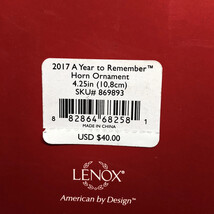 2017 A Year to Remember™
Horn Ornament
4.25in (10.8cm)
SKU# 869893
8 82864 68258 1
MADE IN CHINA
USD $40.00
LENOX®
American by Design™